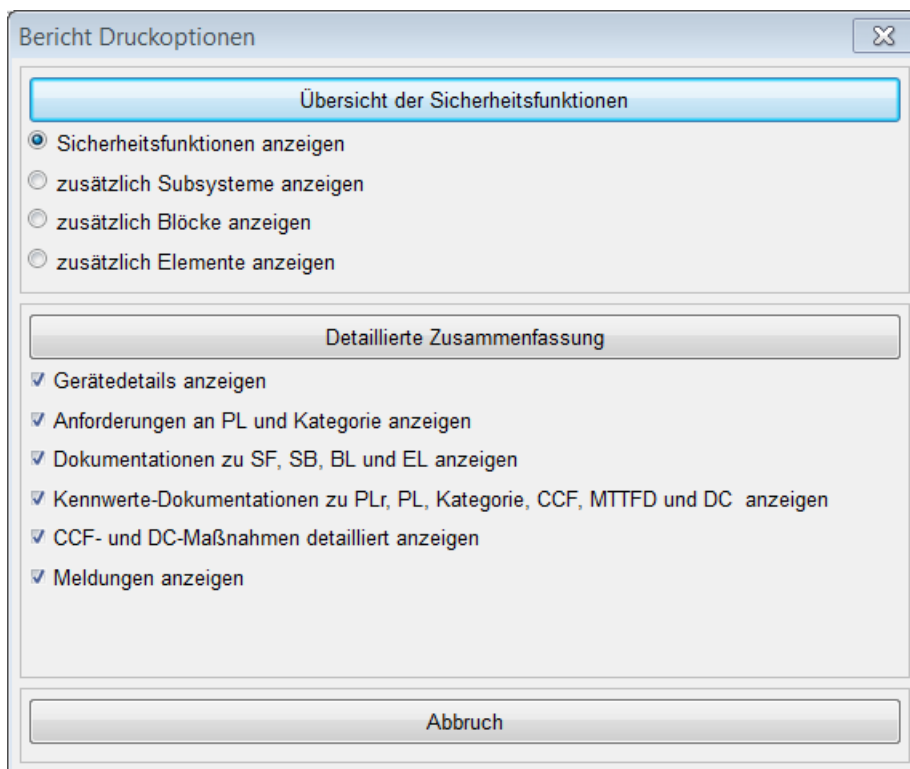 Bericht Druckoptionen
Übersicht der Sicherheitsfunktionen
Sicherheitsfunktionen anzeigen
zusätzlich Subsysteme anzeigen
zusätzlich Blöcke anzeigen
zusätzlich Elemente anzeigen
Detaillierte Zusammenfassung
Gerätedetails anzeigen
Anforderungen an PL und Kategorie anzeigen
Dokumentationen zu SF, SB, BL und EL anzeigen
Kennwerte-Dokumentationen zu PLr, PL, Kategorie, CCF, MTTFD und DC  anzeigen
CCF- und DC-Maßnahmen detailliert anzeigen
Meldungen anzeigen
Abbruch